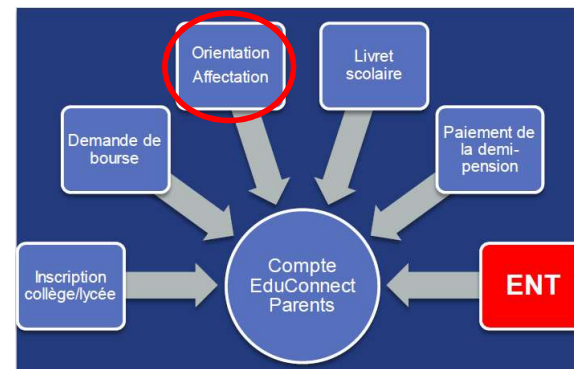 Orientation
Affectation
Livret
scolaire
Demande de
bourse
Paiement de
la demi-
pension
Inscription
collège/lycée
Compte
EduConnect
Parents
ENT